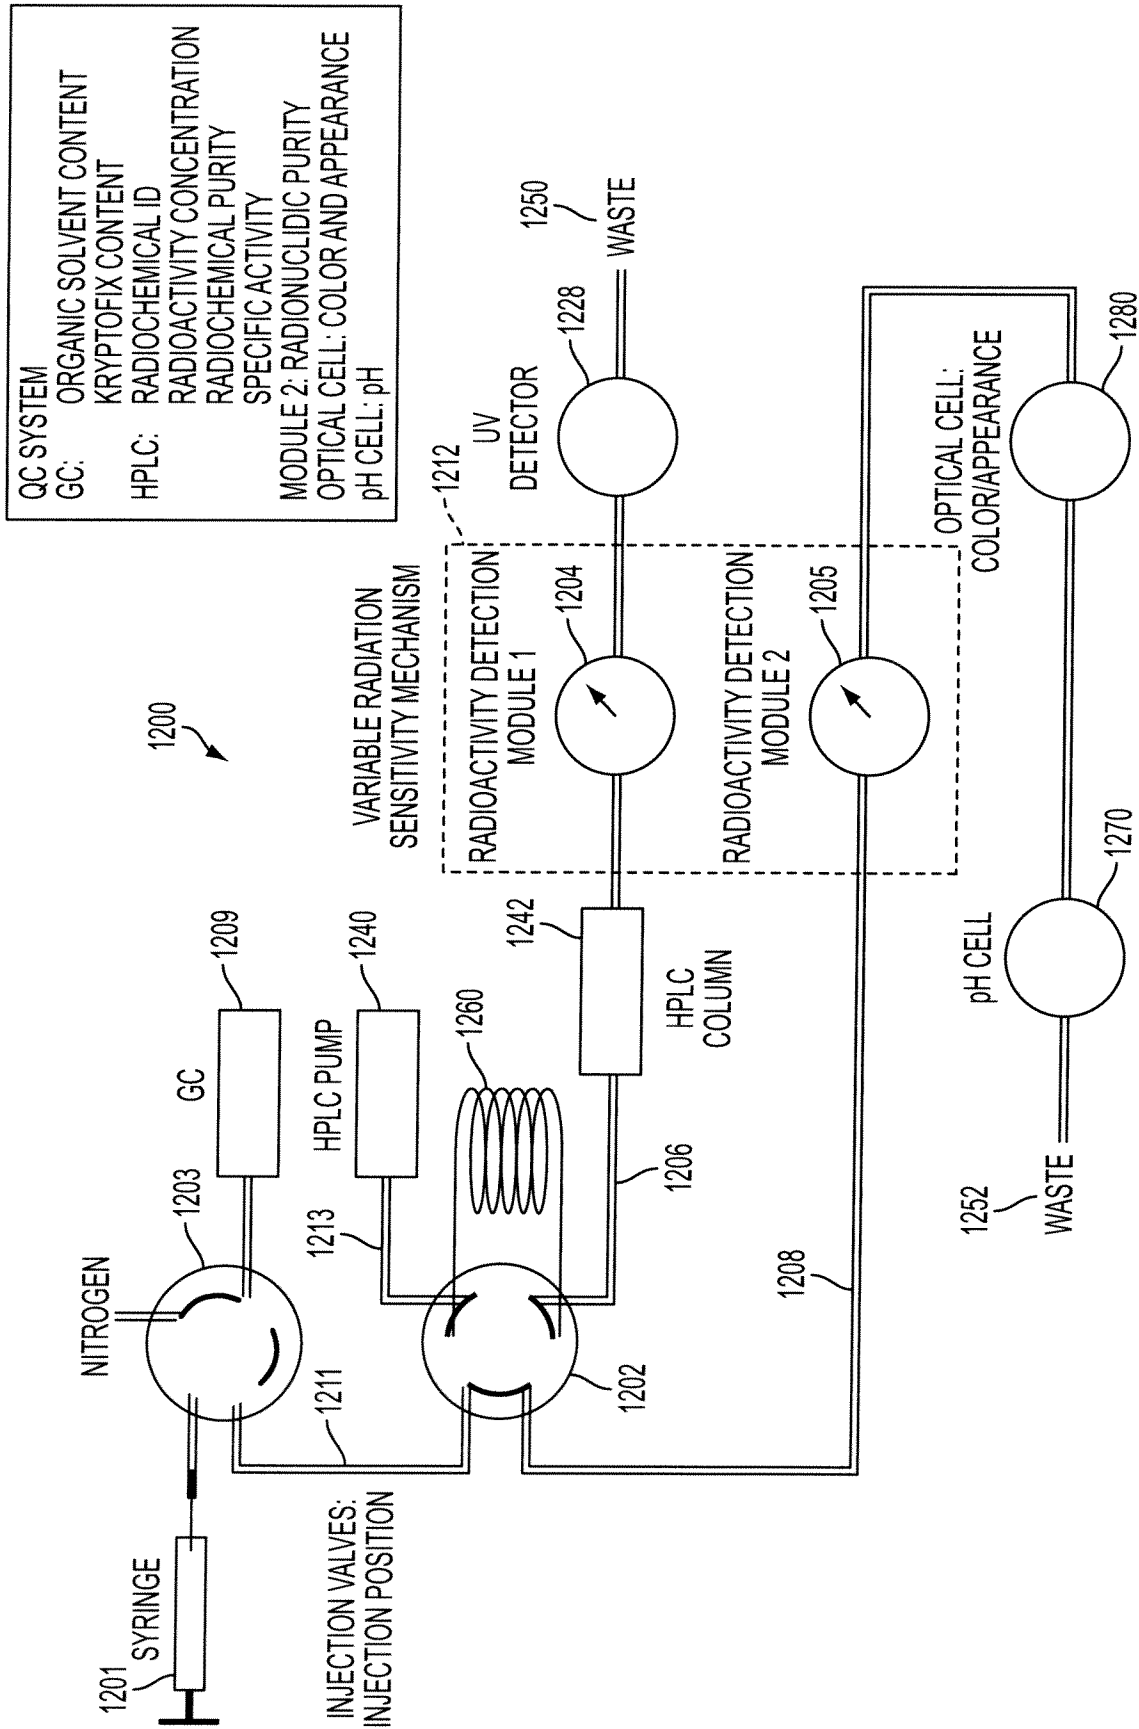 QC SYSTEM
GC: ORGANIC SOLVENT CONTENT
KRYPTOFIX CONTENT
HPLC: RADIOCHEMICAL ID
RADIOACTIVITY CONCENTRATION
RADIOCHEMICAL PURITY
SPECIFIC ACTIVITY
MODULE 2: RADIONUCLIDIC PURITY
OPTICAL CELL: COLOR AND APPEARANCE
pH CELL: pH
1200
1201
SYRINGE
NITROGEN
1203
GC
1209
INJECTION VALVES:
INJECTION POSITION
1211
1213
HPLC PUMP
1240
1260
1202
1206
1242
HPLC
COLUMN
VARIABLE RADIATION
SENSITIVITY MECHANISM
1212
RADIOACTIVITY DETECTION
MODULE 1
1204
UV
DETECTOR
1228
1250
WASTE
RADIOACTIVITY DETECTION
MODULE 2
1205
1208
OPTICAL CELL:
COLOR/APPEARANCE
1280
pH CELL
1270
1252
WASTE